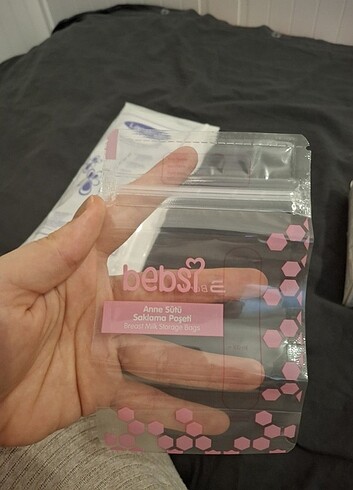 bebsi
Anne Sütü
Saklama Poşeti
Breast Milk Storage Bags